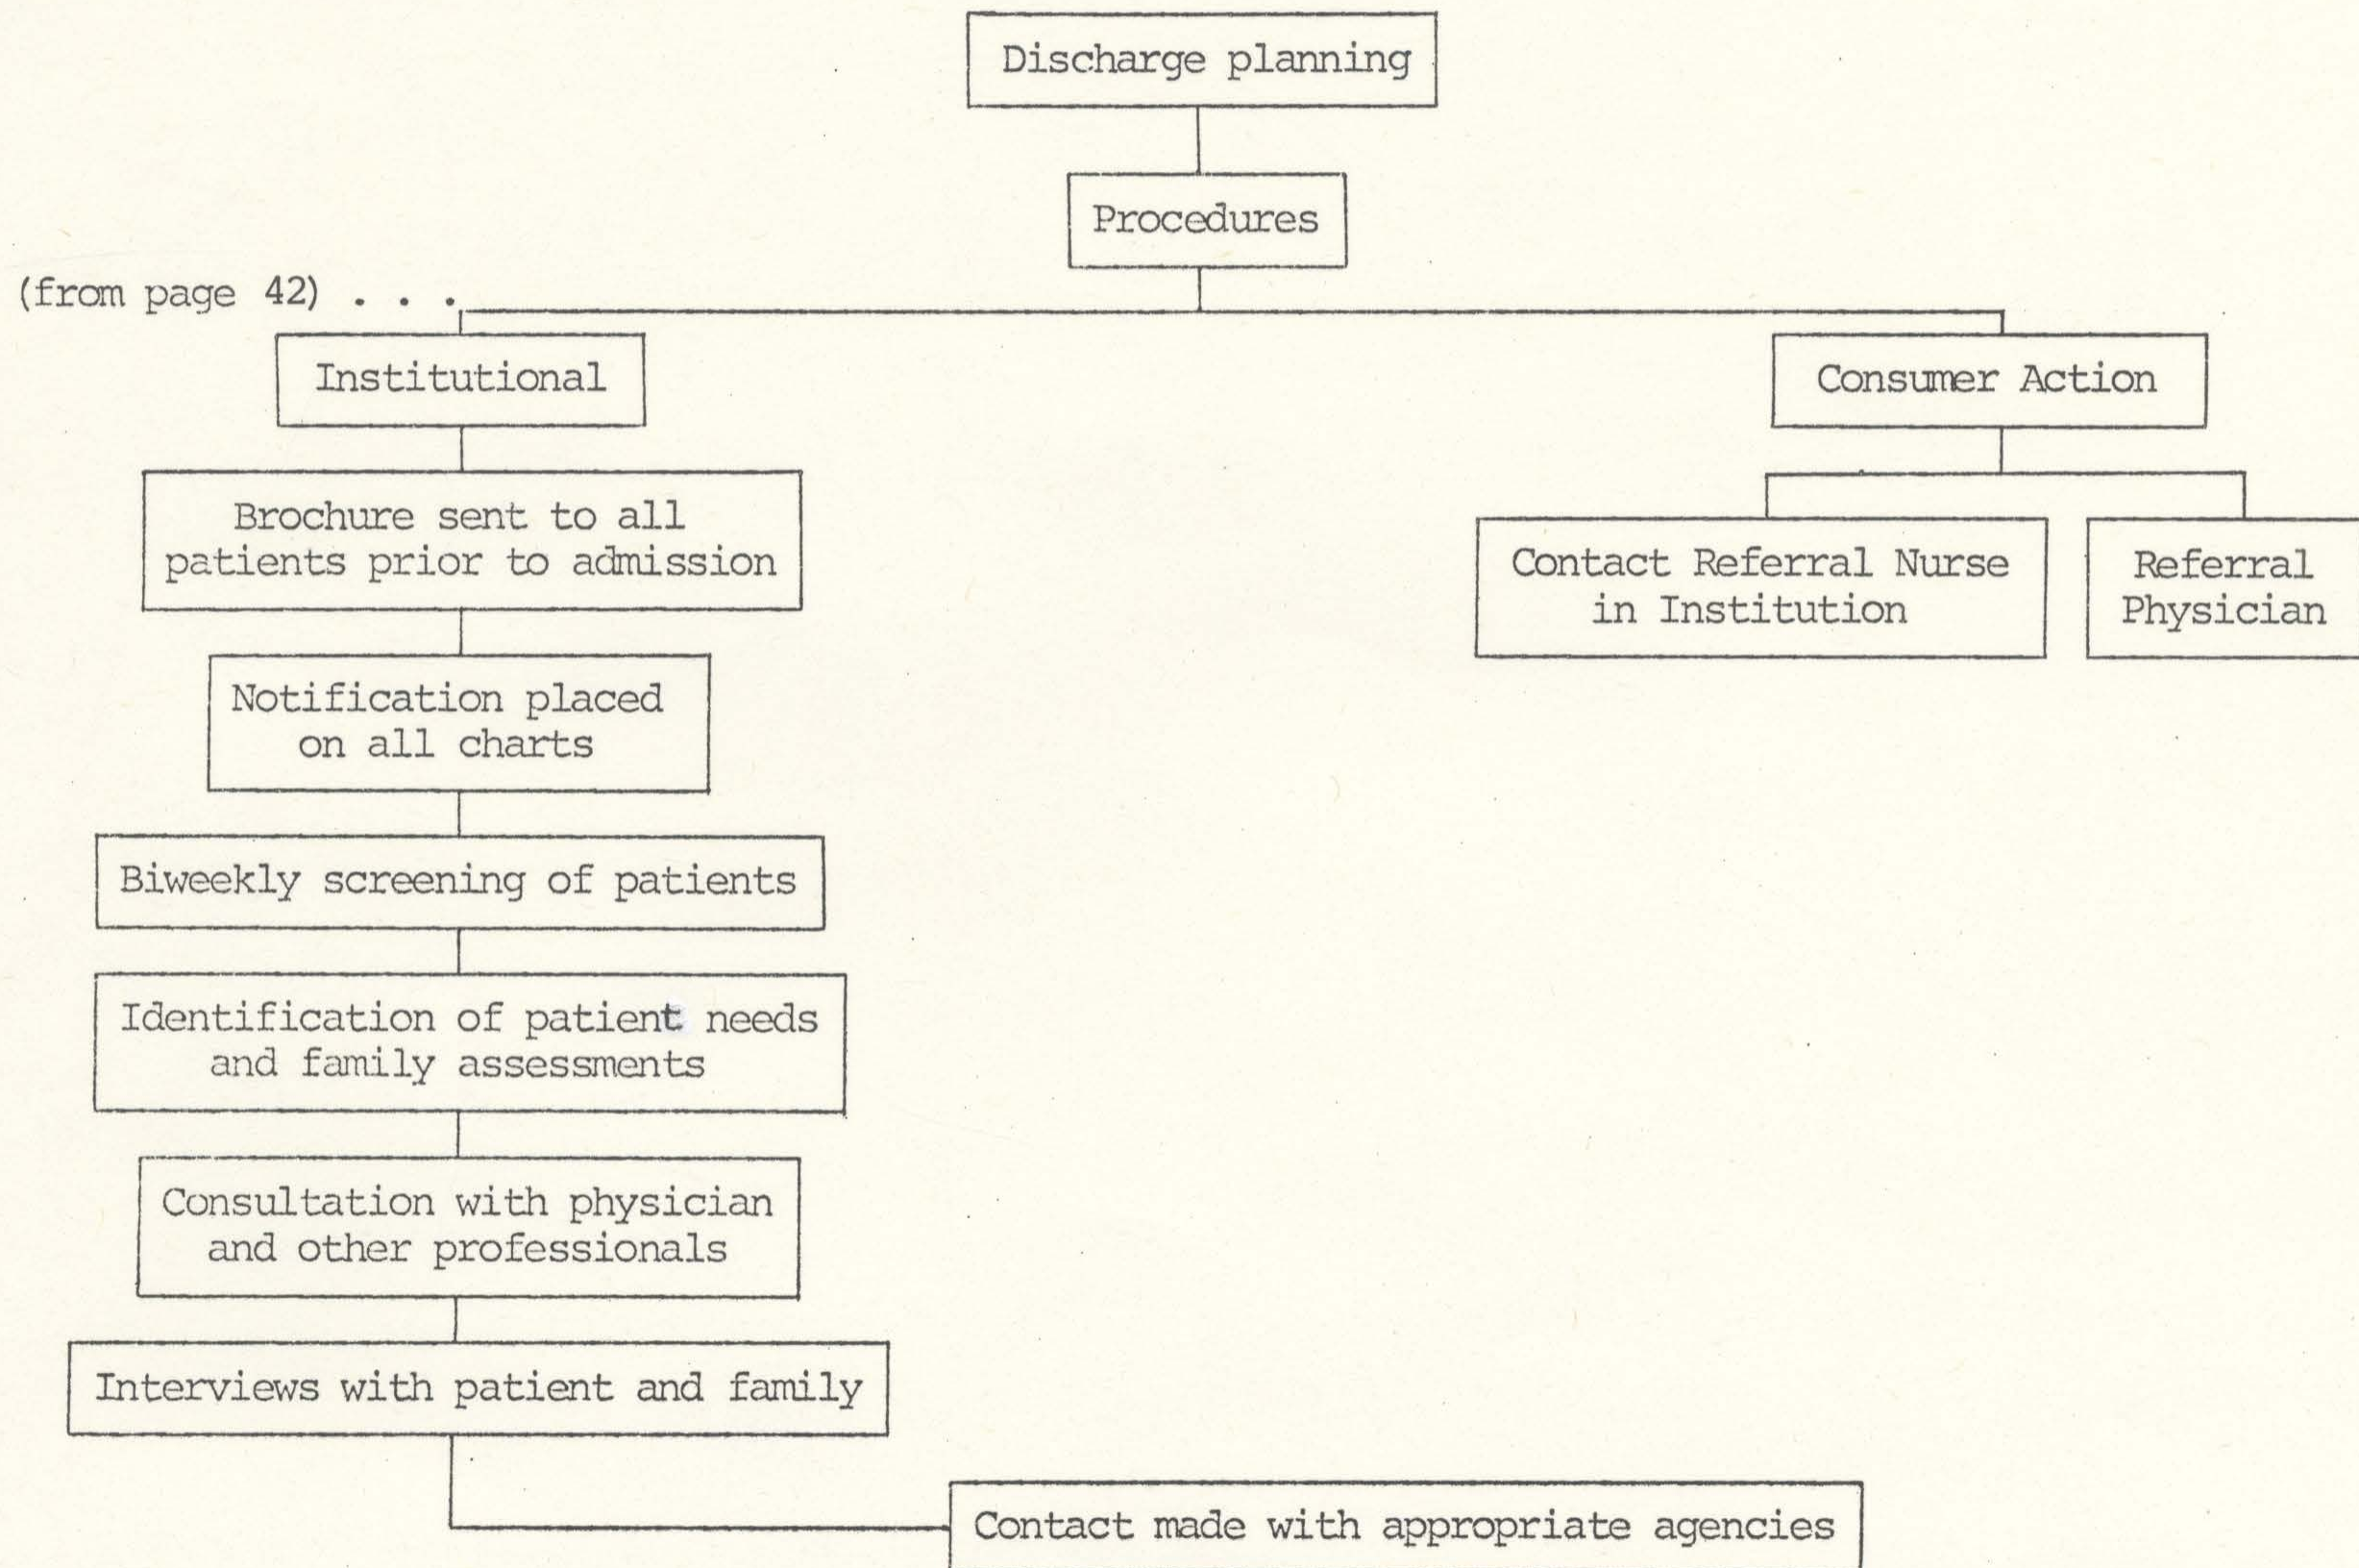 Discharge planning
Procedures
(from page 42) . . .
Institutional
Consumer Action
Brochure sent to all
patients prior to admission
Contact Referral Nurse
in Institution
Referral
Physician
Notification placed
on all charts
Biweekly screening of patients
Identification of patient needs
and family assessments
Consultation with physician
and other professionals
Interviews with patient and family
Contact made with appropriate agencies